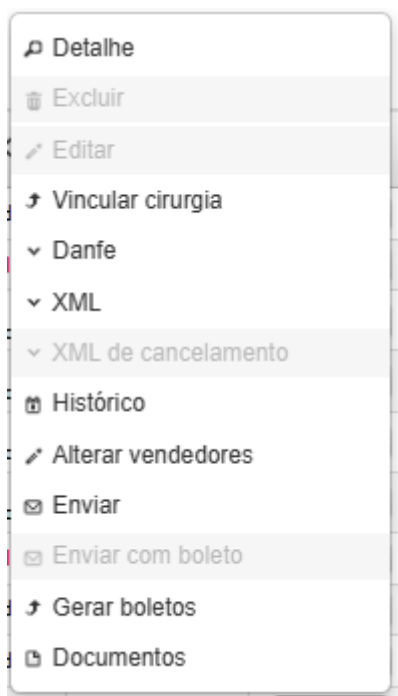 Detalhe
Excluir
Editar
Vincular cirurgia
Danfe
XML
XML de cancelamento
Histórico
Alterar vendedores
Enviar
Enviar com boleto
Gerar boletos
Documentos